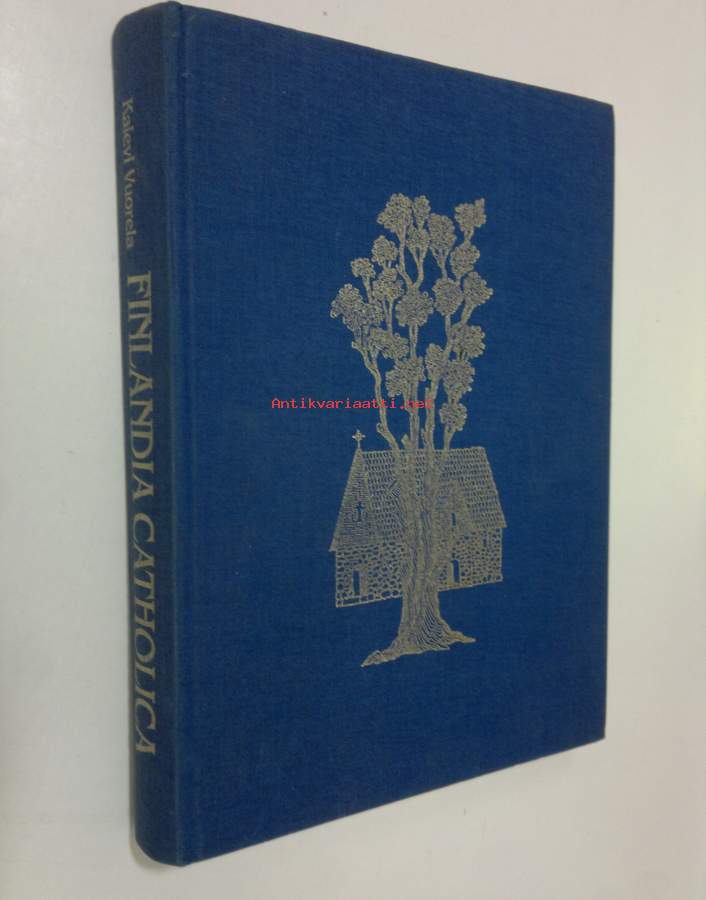 Kalevi Vuorela
FINLANDIA CATHOLICA
Antikvariaatti.net